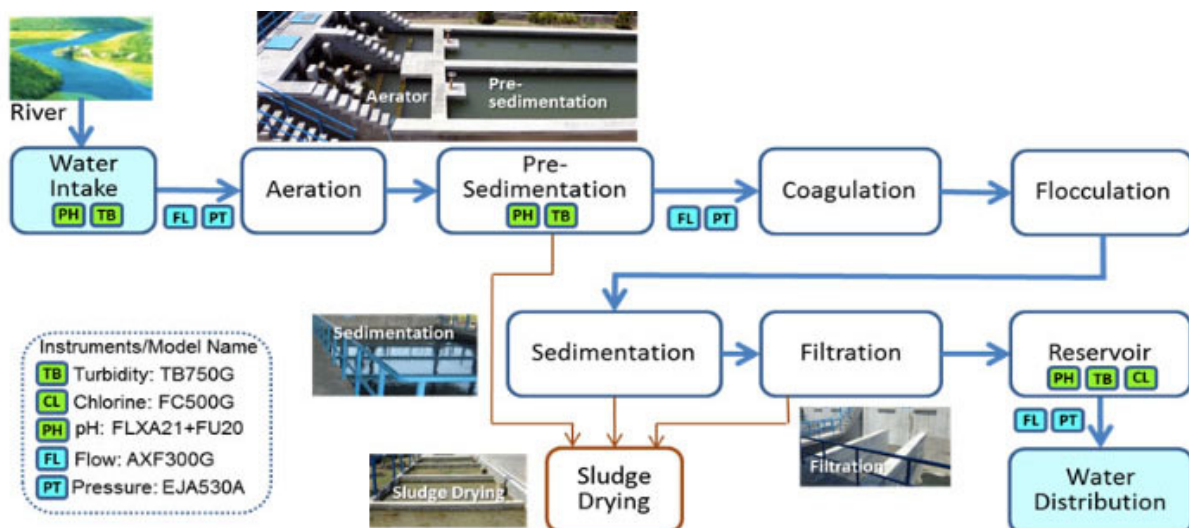 River
Aerator
Pre-
sedimentation
Water
Intake
PH TB
FL PT
Aeration
Pre-
Sedimentation
PH TB
FL PT
Coagulation
Flocculation
Sedimentation
Sedimentation
Filtration
Reservoir
PH TB CL
FL PT
Filtration
Sludge Drying
Sludge
Drying
Water
Distribution
Instruments/Model Name
TB Turbidity: TB750G
CL Chlorine: FC500G
PH pH: FLXA21+FU20
FL Flow: AXF300G
PT Pressure: EJA530A